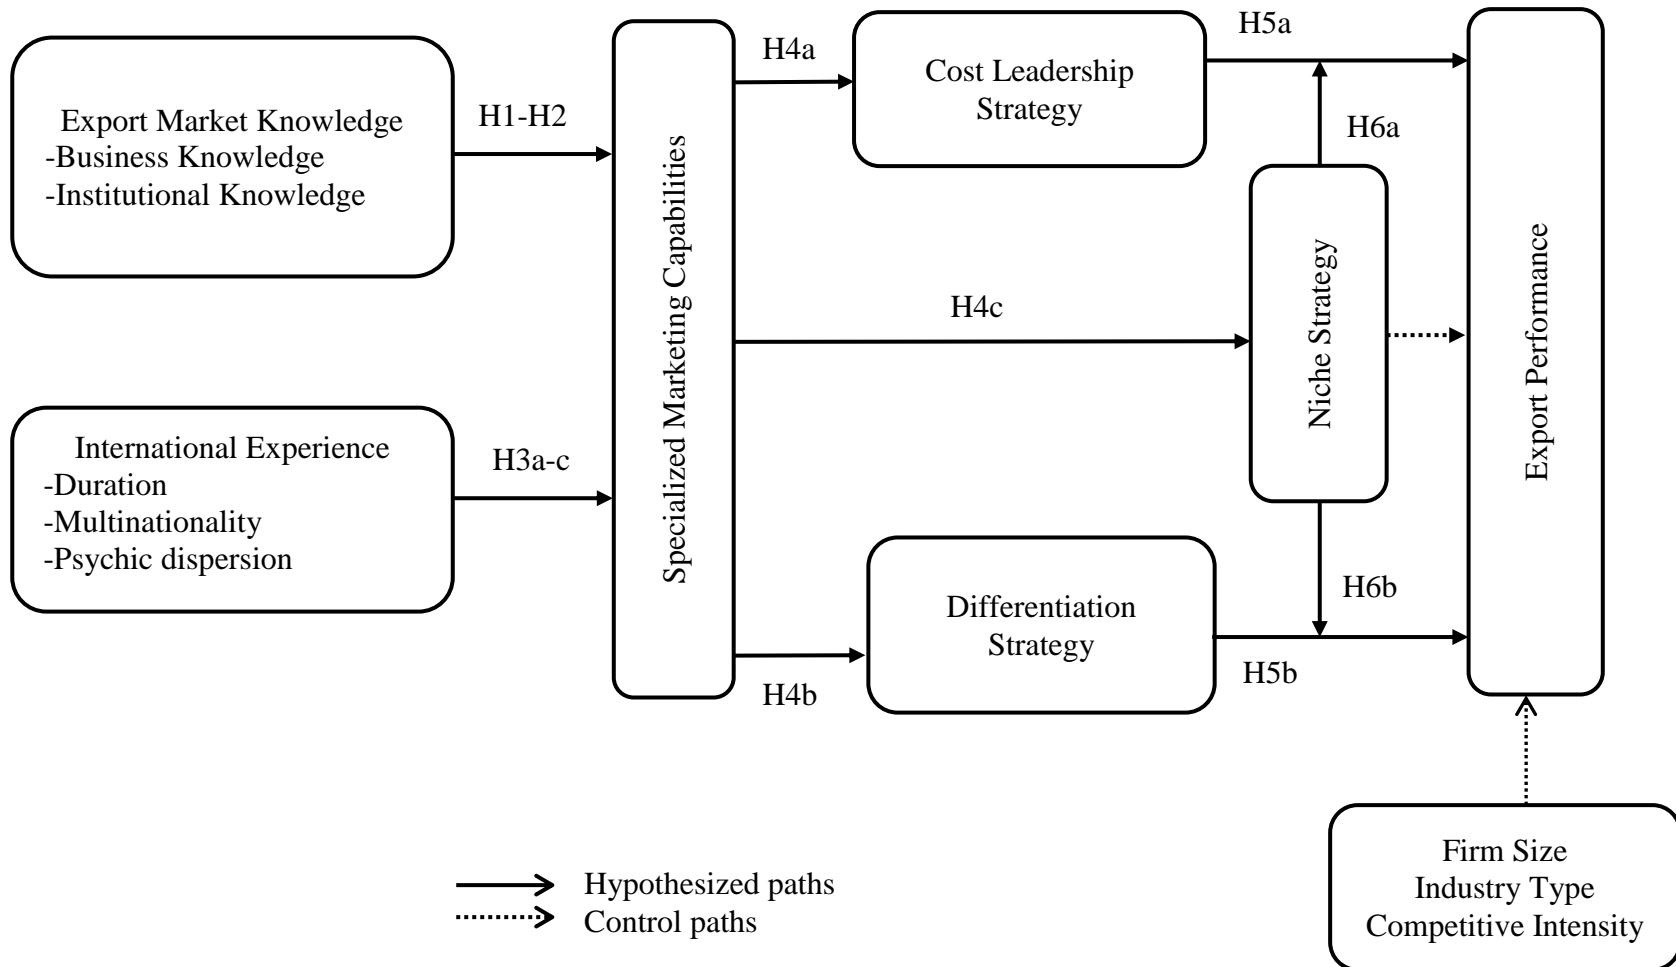 Export Market Knowledge
-Business Knowledge
-Institutional Knowledge
H1-H2
International Experience
-Duration
-Multinationality
-Psychic dispersion
H3a-c
Specialized Marketing Capabilities
H4a
Cost Leadership
Strategy
H5a
H6a
H4c
Niche Strategy
H6b
H4b
Differentiation
Strategy
H5b
Export Performance
Firm Size
Industry Type
Competitive Intensity
Hypothesized paths
Control paths